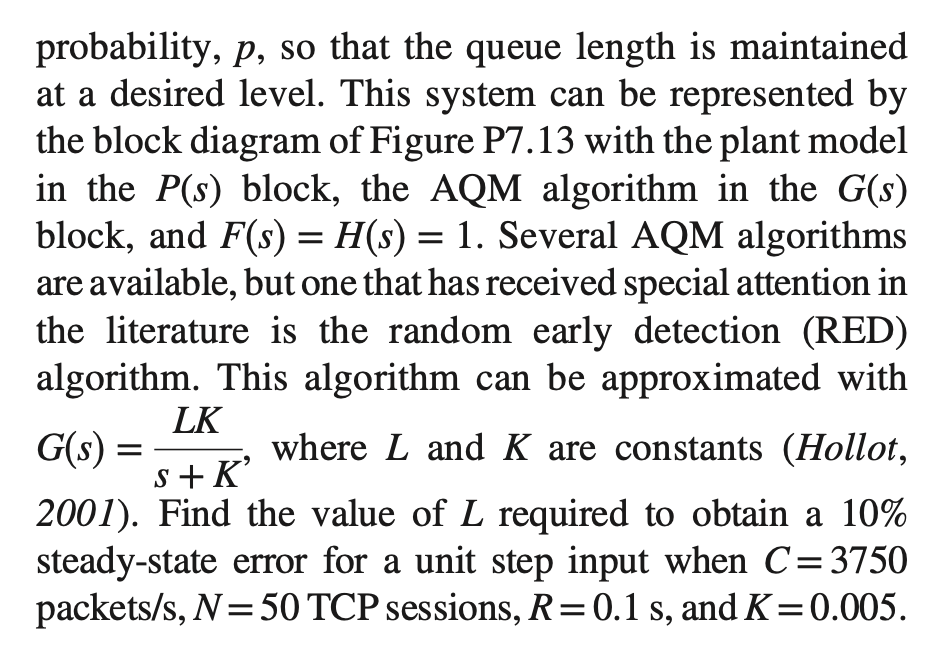 probability, p, so that the queue length is maintained
at a desired level. This system can be represented by
the block diagram of Figure P7.13 with the plant model
in the P(s) block, the AQM algorithm in the G(s)
block, and F(s) = H(s) = 1. Several AQM algorithms
are available, but one that has received special attention in
the literature is the random early detection (RED)
algorithm. This algorithm can be approximated with
G(s) = LK / (s + K), where L and K are constants (Hollot,
2001). Find the value of L required to obtain a 10%
steady-state error for a unit step input when C = 3750
packets/s, N = 50 TCP sessions, R = 0.1 s, and K = 0.005.